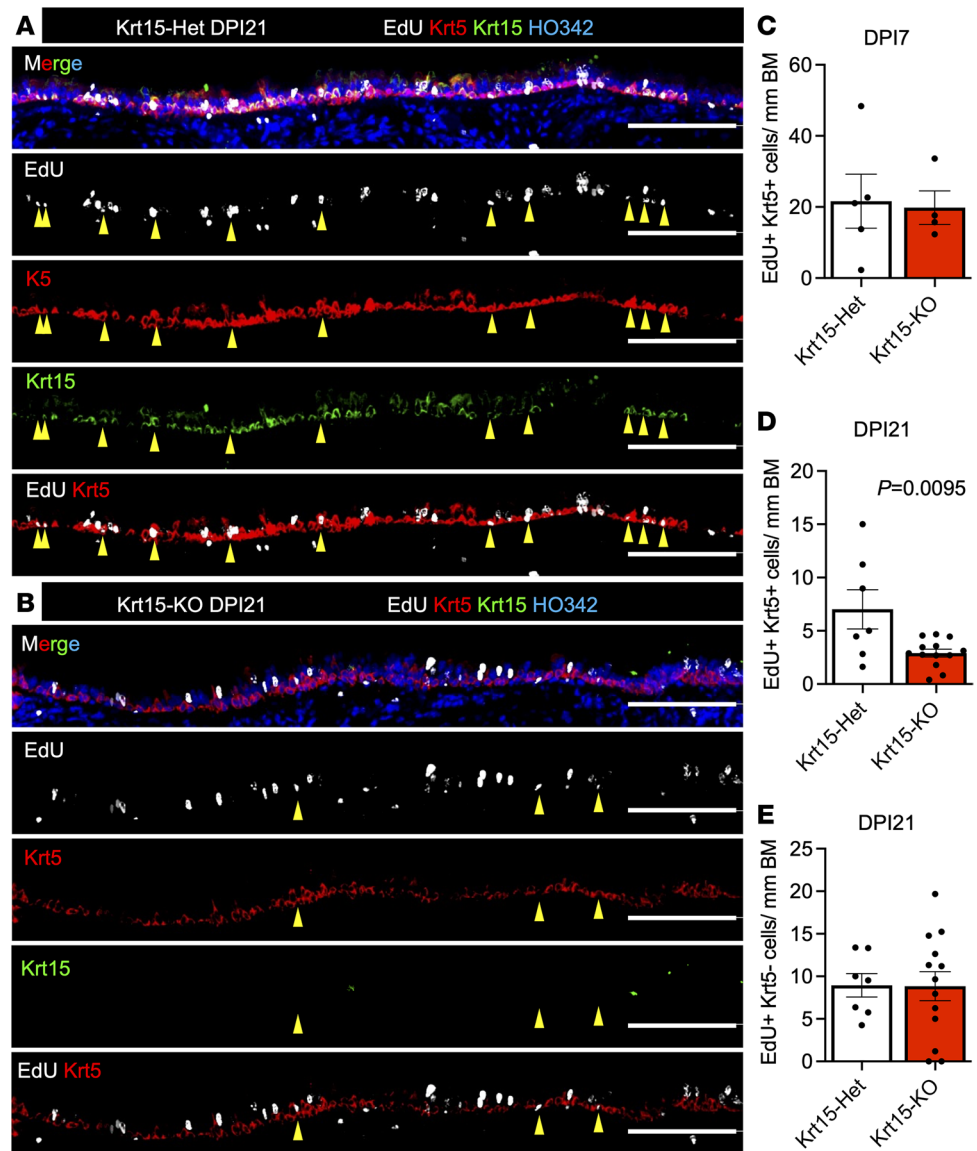 A
Krt15-Het DPI21 EdU Krt5 Krt15 HO342
Merge
EdU
K5
Krt15
EdU Krt5
B
Krt15-KO DPI21 EdU Krt5 Krt15 HO342
Merge
EdU
Krt5
Krt15
EdU Krt5
C
DPI7
EdU+ Krt5+ cells/ mm BM
60
40
20
0
Krt15-Het
Krt15-KO
D
DPI21
P=0.0095
EdU+ Krt5+ cells/ mm BM
20
15
10
5
0
Krt15-Het
Krt15-KO
E
DPI21
EdU+ Krt5- cells/ mm BM
25
20
15
10
5
0
Krt15-Het
Krt15-KO